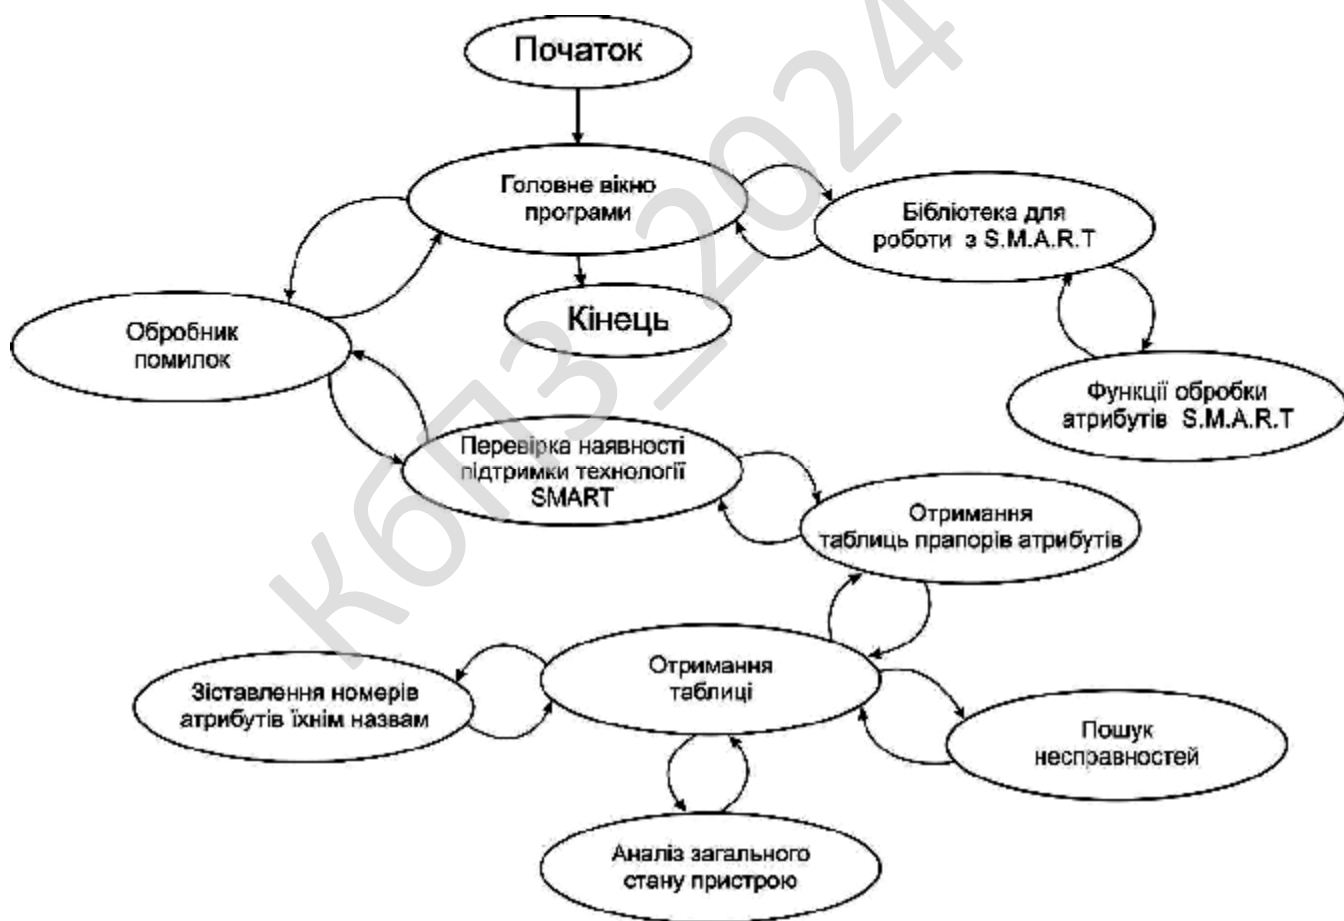 Початок
Головне вікно
програми
Бібліотека для
роботи з S.M.A.R.T
Кінець
Обробник
помилок
Функції обробки
атрибутів S.M.A.R.T
Перевірка наявності
підтримки технології
SMART
Отримання
таблиць прапорів атрибутів
Отримання
таблиці
Зіставлення номерів
атрибутів їхнім назвам
Пошук
несправностей
Аналіз загального
стану пристрою
КбПЗ_2024